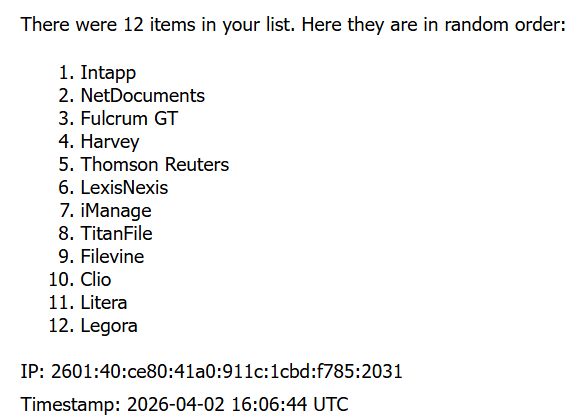 There were 12 items in your list. Here they are in random order:
1. Intapp
2. NetDocuments
3. Fulcrum GT
4. Harvey
5. Thomson Reuters
6. LexisNexis
7. iManage
8. TitanFile
9. Filevine
10. Clio
11. Litera
12. Legora
IP: 2601:40:ce80:41a0:911c:1cbd:f785:2031
Timestamp: 2026-04-02 16:06:44 UTC